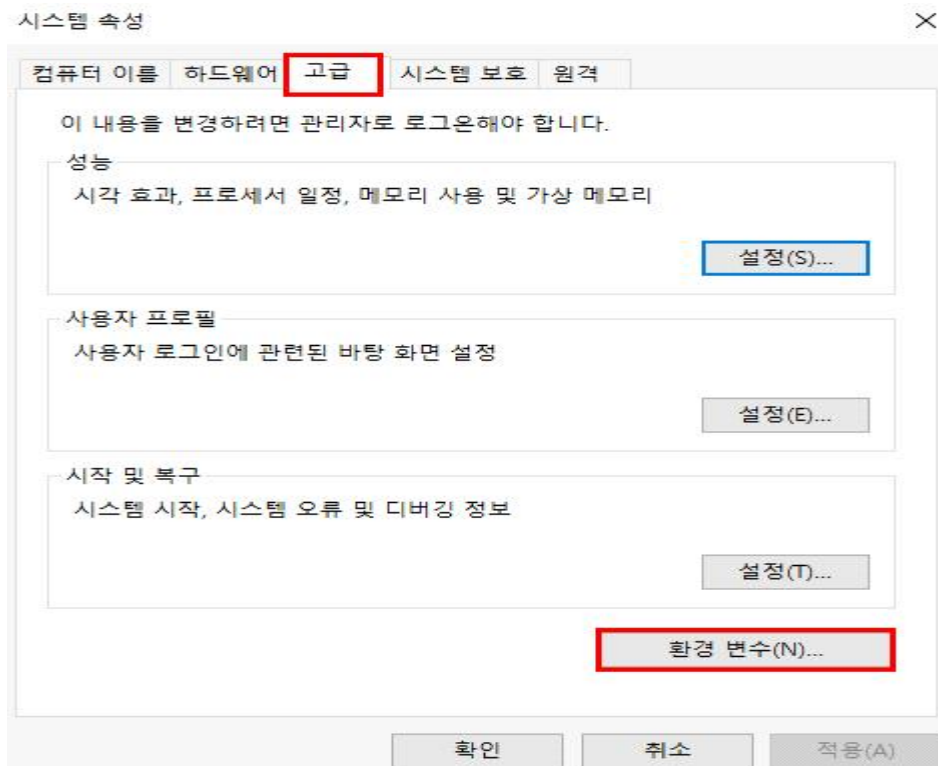 시스템 속성
컴퓨터 이름 하드웨어 고급 시스템 보호 원격
이 내용을 변경하려면 관리자로 로그온해야 합니다.
성능
시각 효과, 프로세서 일정, 메모리 사용 및 가상 메모리
설정(S)...
사용자 프로필
사용자 로그인에 관련된 바탕 화면 설정
설정(E)...
시작 및 복구
시스템 시작, 시스템 오류 및 디버깅 정보
설정(T)...
환경 변수(N)...
확인 취소 적용(A)